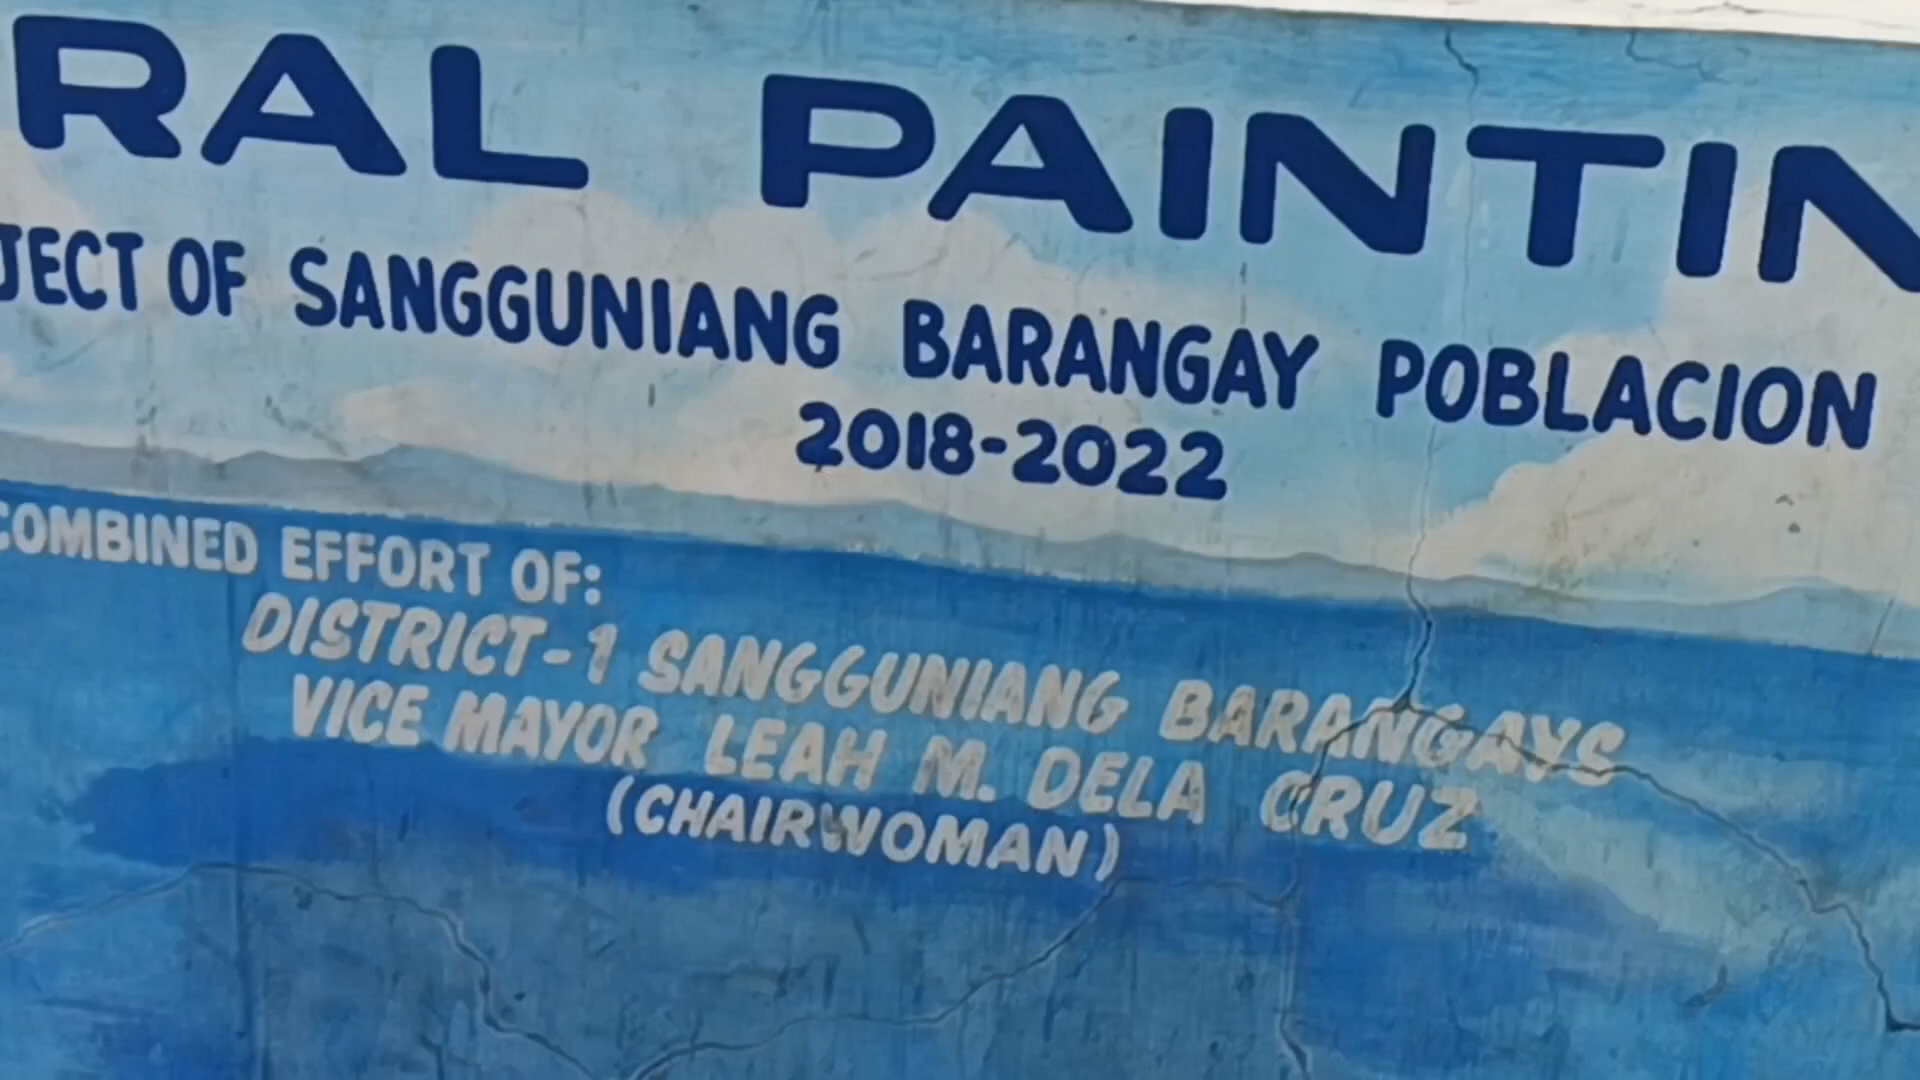 RAL PAINTIN
JECT OF SANGGUNIANG BARANGAY POBLACION
2018-2022
COMBINED EFFORT OF:
DISTRICT-1 SANGGUNIANG BARANGAYS
VICE MAYOR LEAH M. DELA CRUZ
(CHAIRWOMAN)